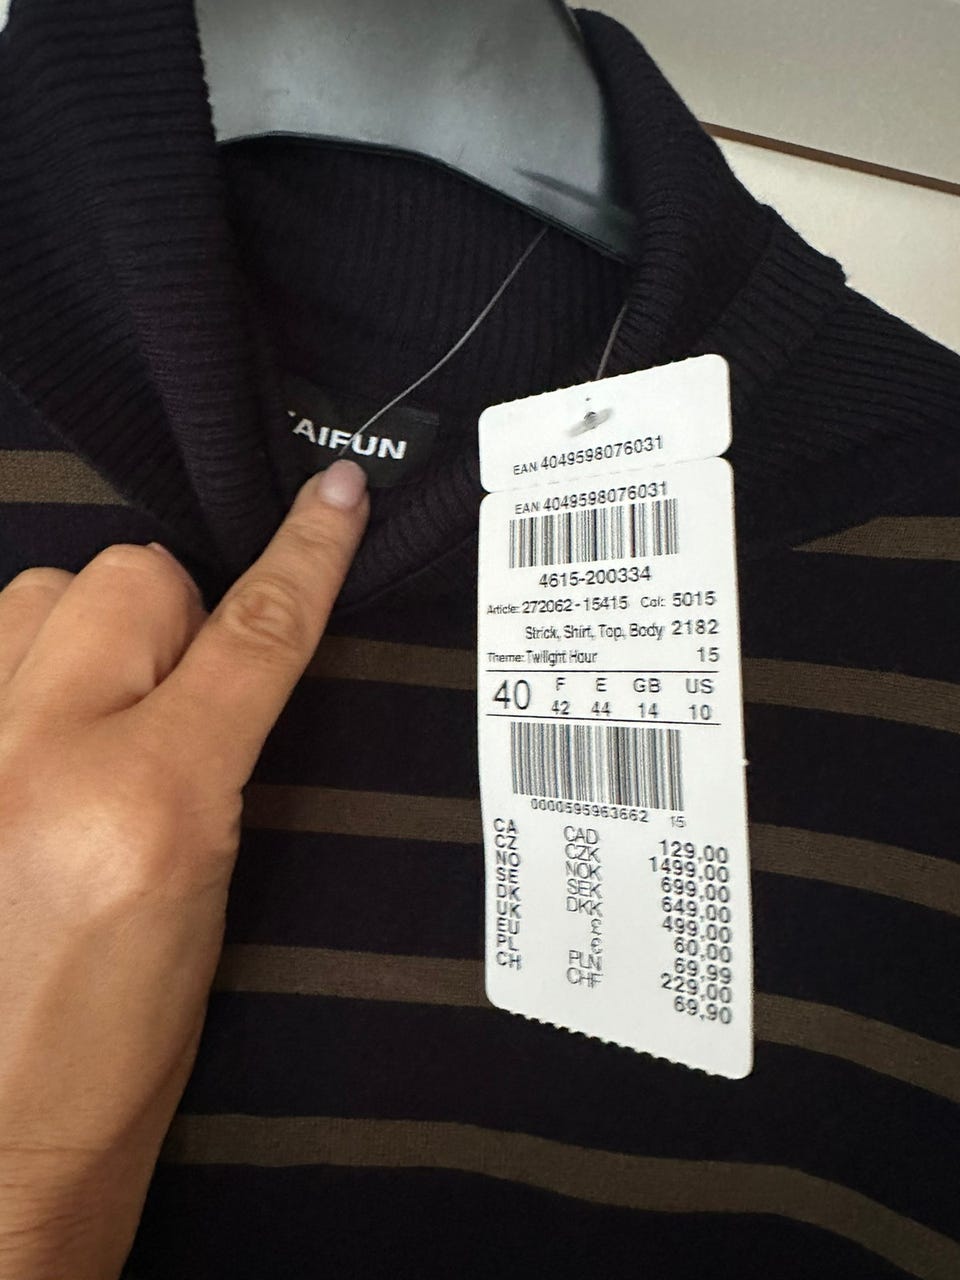 AIFUN
EAN 4049598076031
EAN 4049598076031
4615-200334
Article: 272062-15415 Col: 5015
Strick, Shirt, Top, Body 2182
Theme: Twilight Hour 15
40 F E GB US
42 44 14 10
0000595963662 15
CA CAD 129,00
CZ CZK 1499,00
NO NOK 699,00
SE SEK 649,00
DK DKK 499,00
UK £ 60,00
EU € 69,99
PL PLN 229,00
CH CHF 69,90